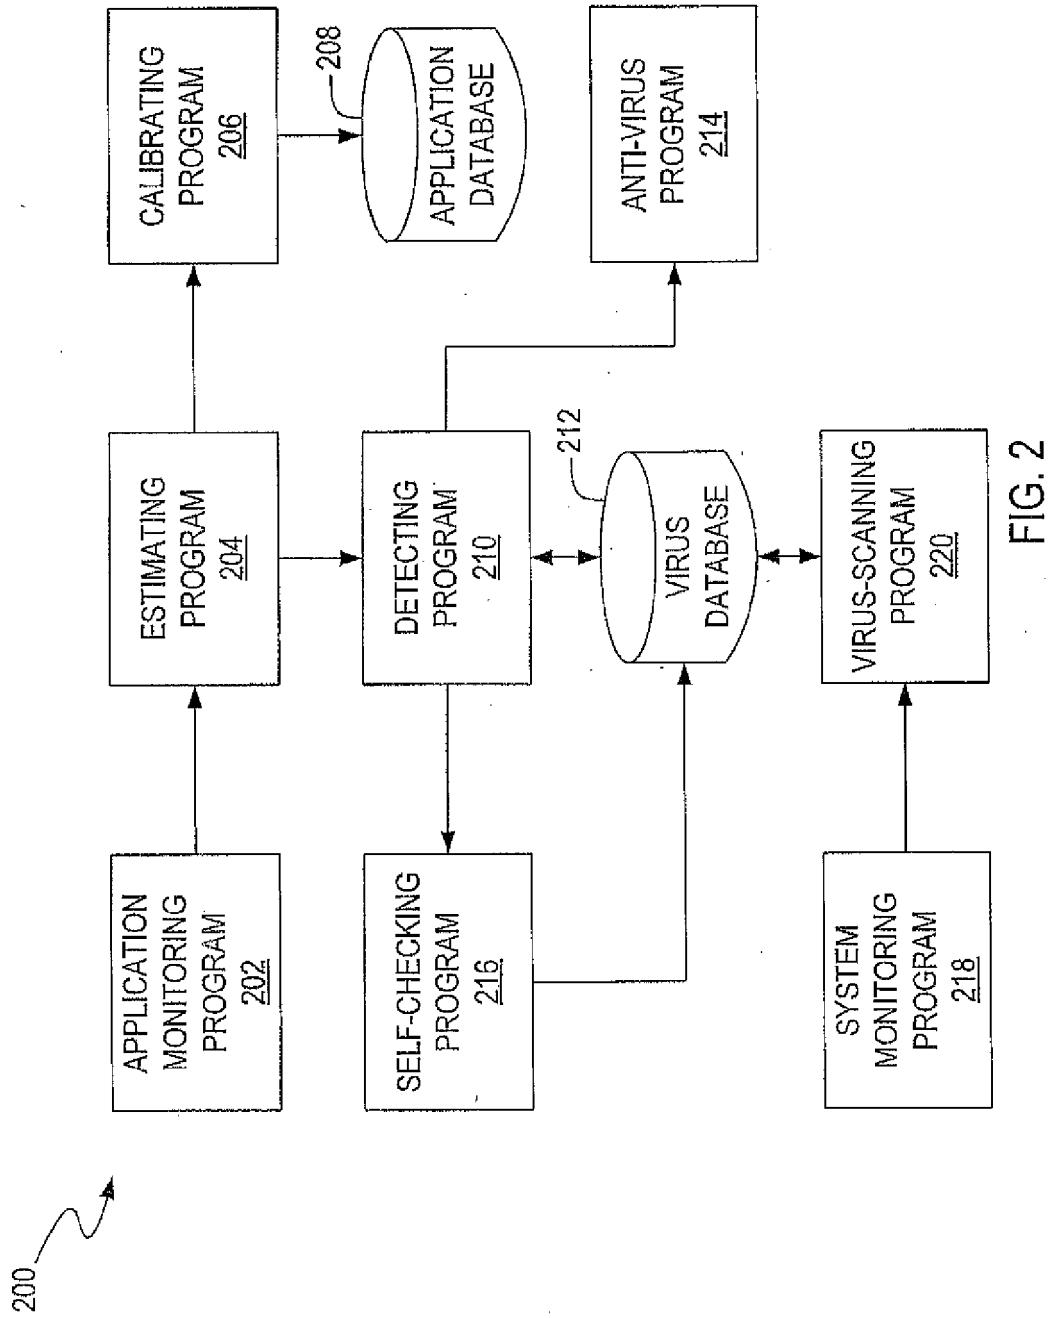 200
APPLICATION
MONITORING
PROGRAM
202
ESTIMATING
PROGRAM
204
CALIBRATING
PROGRAM
206
208
APPLICATION
DATABASE
SELF-CHECKING
PROGRAM
216
DETECTING
PROGRAM
210
212
VIRUS
DATABASE
ANTI-VIRUS
PROGRAM
214
SYSTEM
MONITORING
PROGRAM
218
VIRUS-SCANNING
PROGRAM
220
FIG. 2